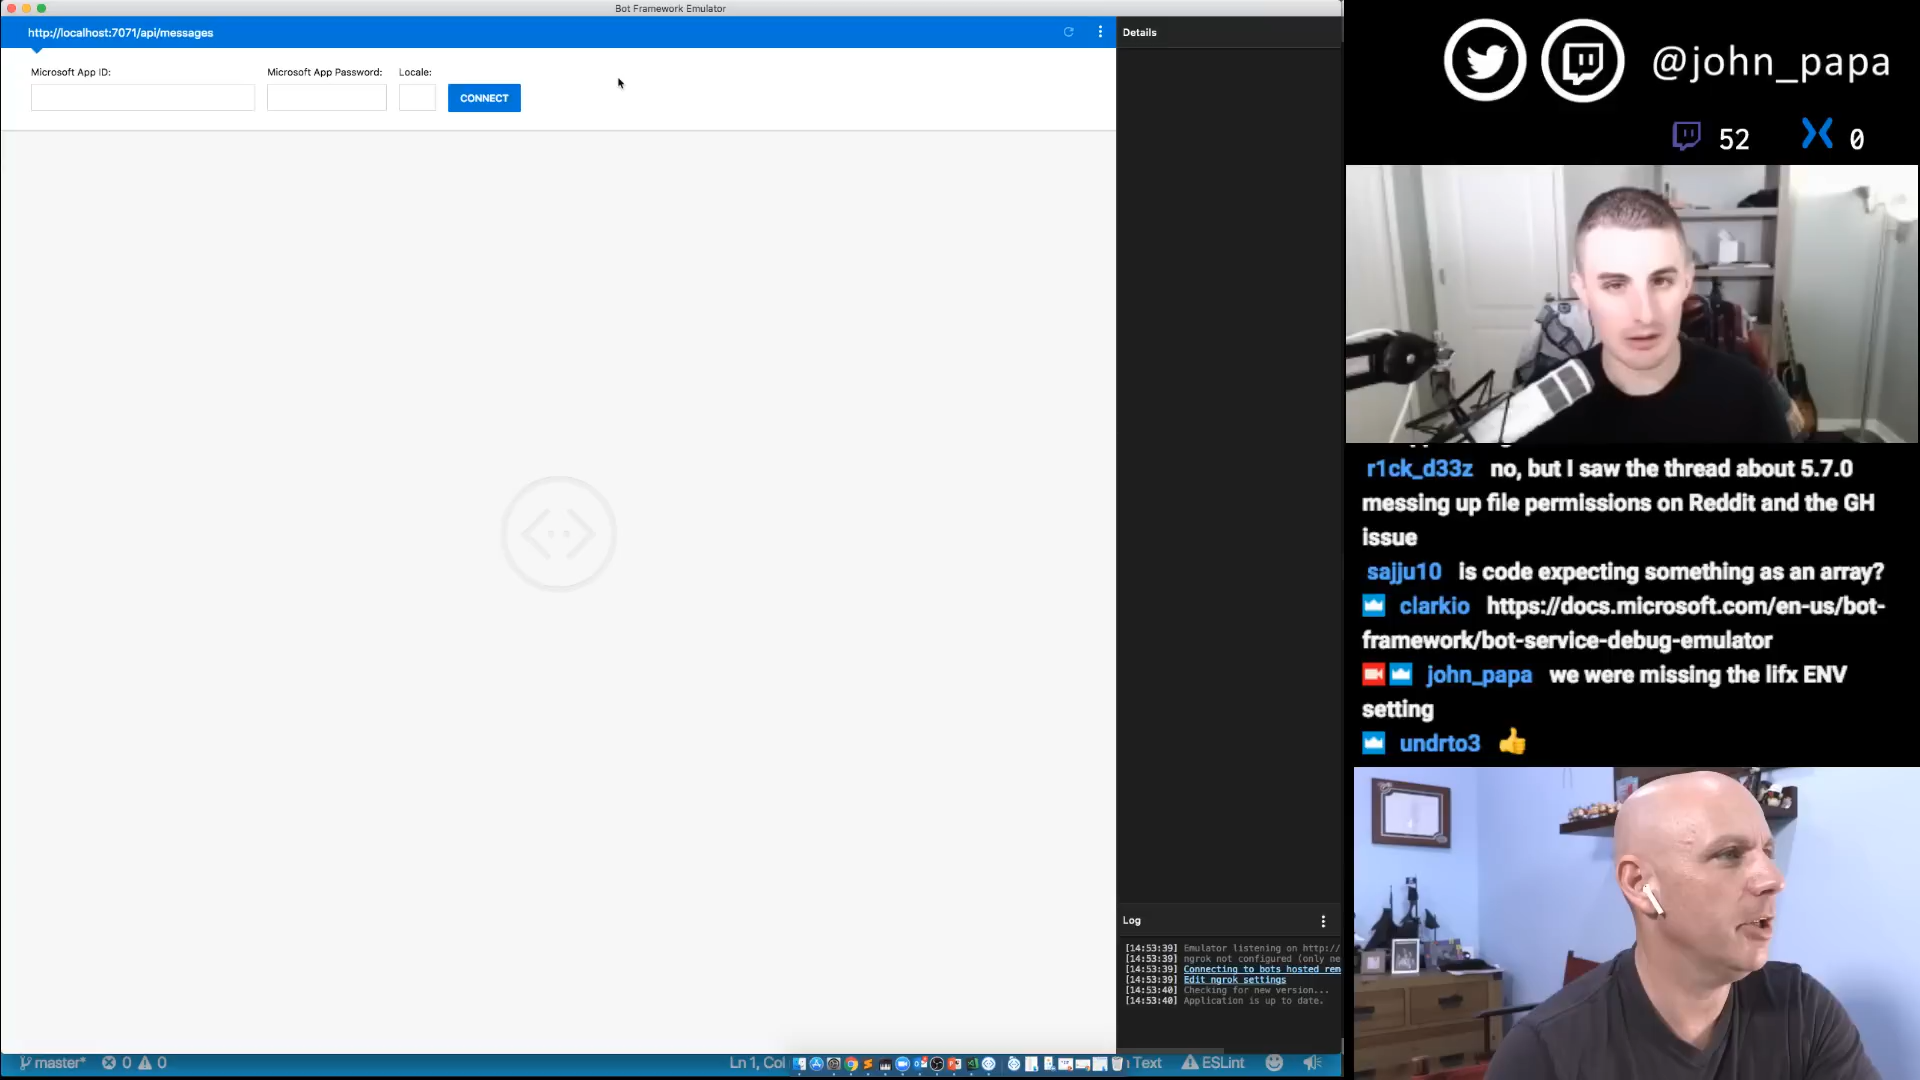 Bot Framework Emulator
http://localhost:7071/api/messages
Details
Microsoft App ID:
Microsoft App Password:
Locale:
CONNECT
Log
[14:53:39] Emulator listening on http://
[14:53:39] ngrok not configured (only ne
[14:53:39] Connecting to bots hosted rem
[14:53:39] Edit ngrok settings
[14:53:40] Checking for new version...
[14:53:40] Application is up to date.
master* 0 0
Ln 1, Col
Text
ESLint
@john_papa
52 0
r1ck_d33z no, but I saw the thread about 5.7.0
messing up file permissions on Reddit and the GH
issue
sajju10 is code expecting something as an array?
clarkio https://docs.microsoft.com/en-us/bot-
framework/bot-service-debug-emulator
john_papa we were missing the lifx ENV
setting
undrto3 👍